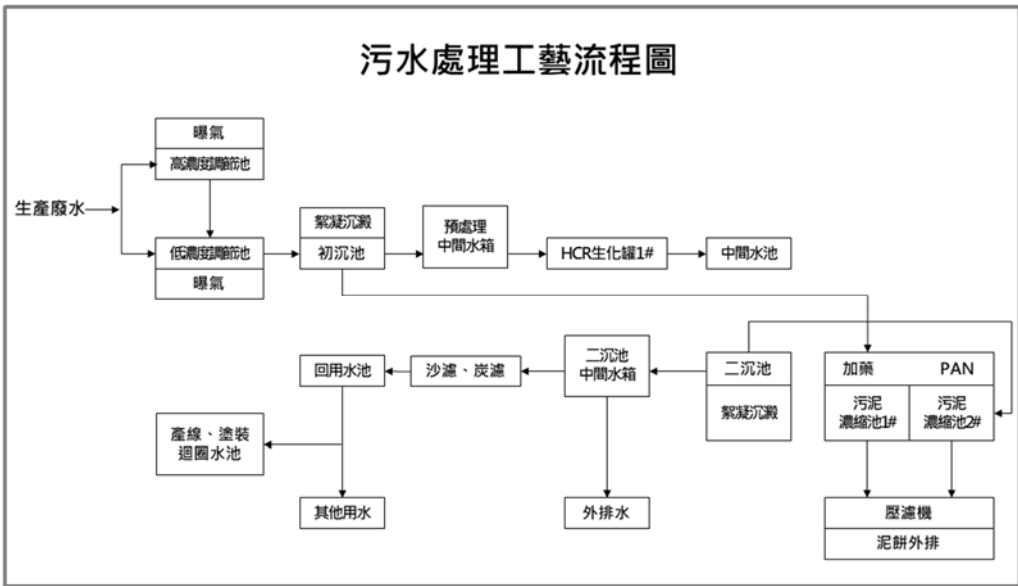 污水處理工藝流程圖
曝氣
高濃度調節池
生產廢水
低濃度調節池
曝氣
絮凝沉澱
初沉池
預處理
中間水箱
HCR生化罐1#
中間水池
回用水池
沙濾、炭濾
二沉池
中間水箱
二沉池
絮凝沉澱
加藥 PAN
污泥
濃縮池1#
污泥
濃縮池2#
產線、塗裝
迴圈水池
其他用水
外排水
壓濾機
泥餅外排